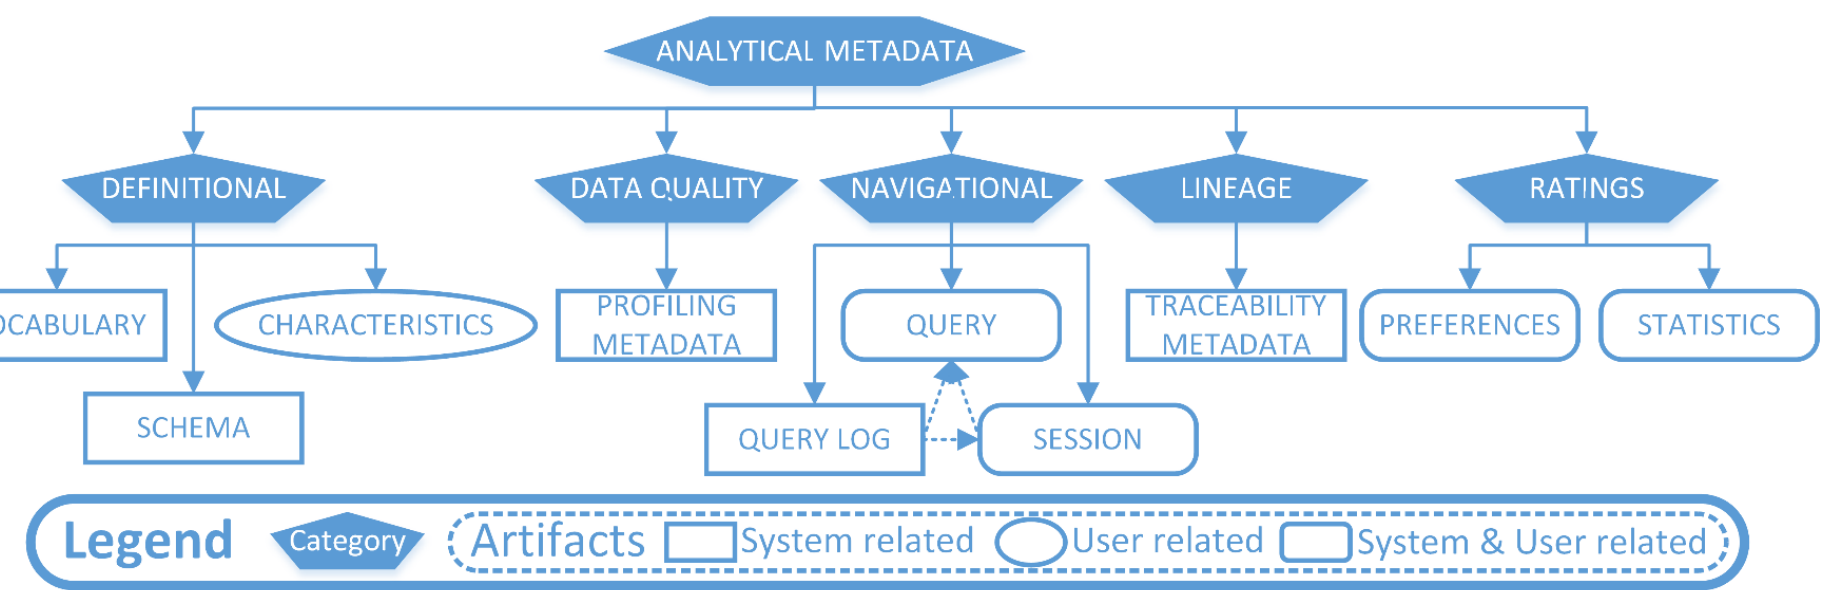 ANALYTICAL METADATA
DEFINITIONAL
DATA QUALITY
NAVIGATIONAL
LINEAGE
RATINGS
OCABULARY
CHARACTERISTICS
PROFILING
METADATA
QUERY
TRACEABILITY
METADATA
PREFERENCES
STATISTICS
SCHEMA
QUERY LOG
SESSION
Legend
Category
Artifacts
System related
User related
System & User related